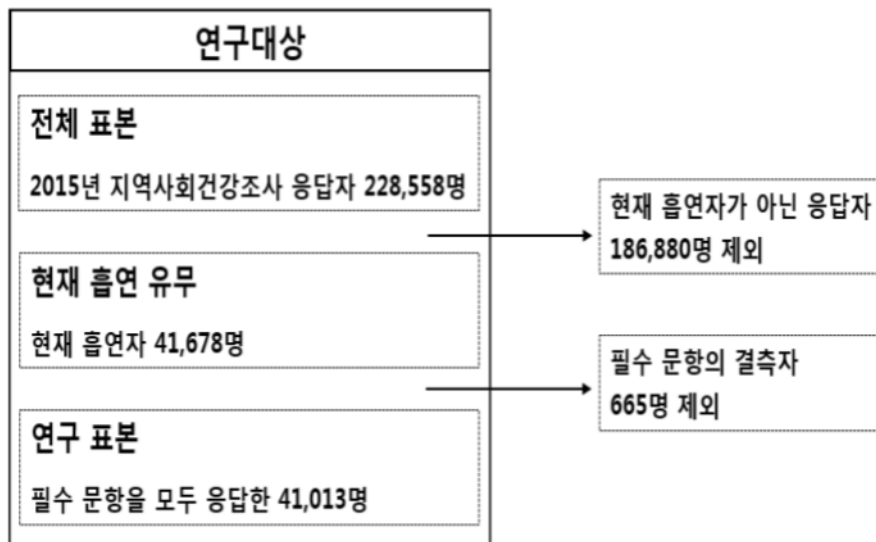 연구대상
전체 표본
2015년 지역사회건강조사 응답자 228,558명
현재 흡연자가 아닌 응답자
186,880명 제외
현재 흡연 유무
현재 흡연자 41,678명
필수 문항의 결측자
665명 제외
연구 표본
필수 문항을 모두 응답한 41,013명